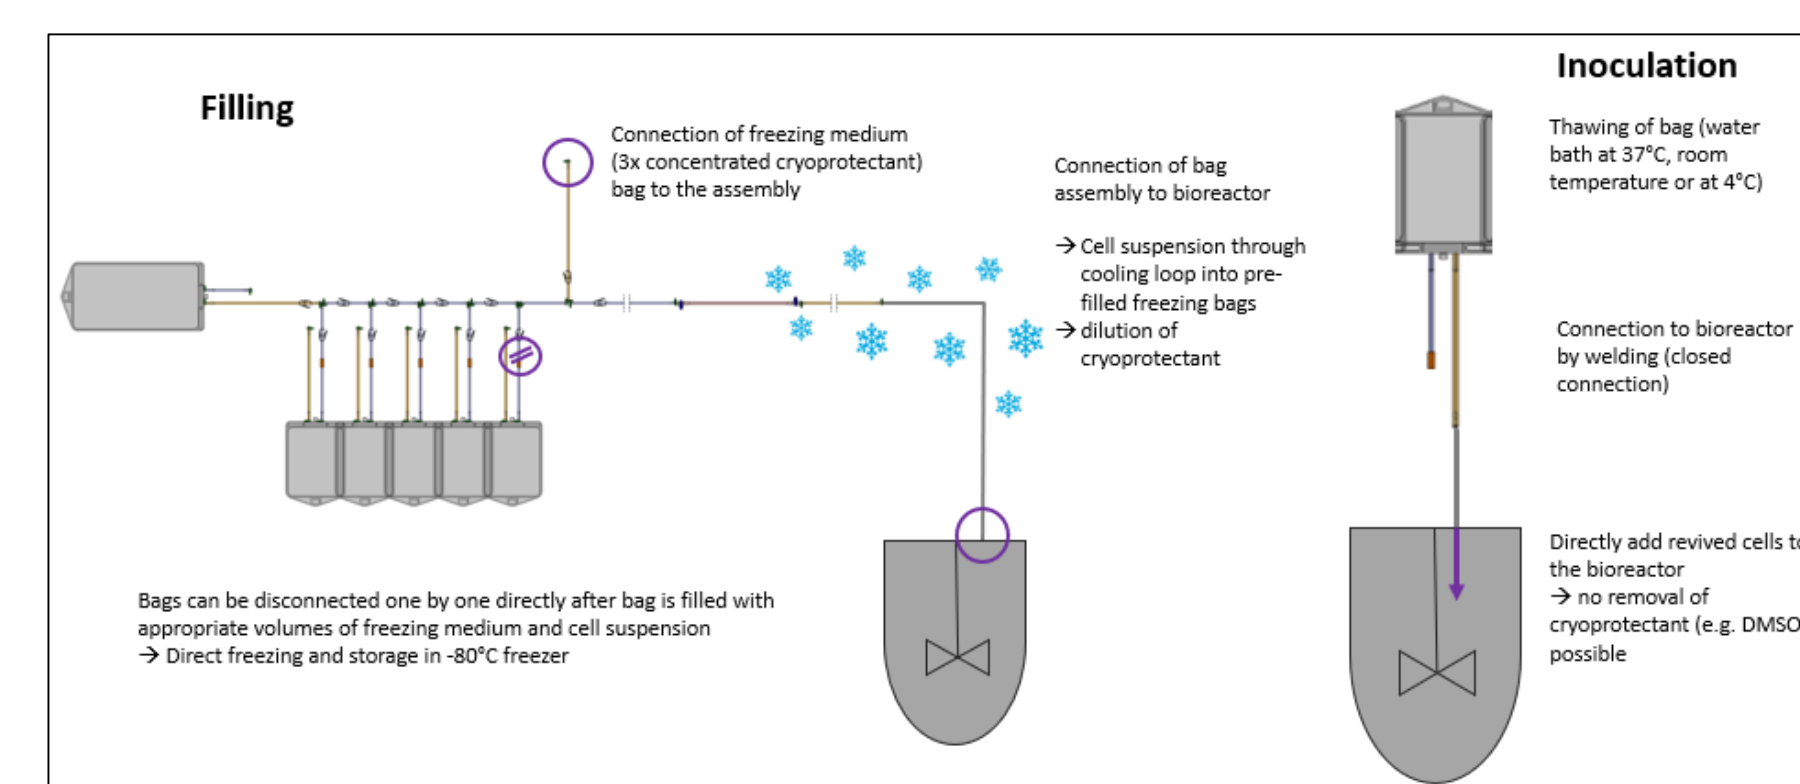 Filling
Connection of freezing medium
(3x concentrated cryoprotectant)
bag to the assembly
Connection of bag
assembly to bioreactor
→ Cell suspension through
cooling loop into pre-
filled freezing bags
→ dilution of
cryoprotectant
Bags can be disconnected one by one directly after bag is filled with
appropriate volumes of freezing medium and cell suspension
→ Direct freezing and storage in -80°C freezer
Inoculation
Thawing of bag (water
bath at 37°C, room
temperature or at 4°C)
Connection to bioreactor
by welding (closed
connection)
Directly add revived cells to
the bioreactor
→ no removal of
cryoprotectant (e.g. DMSO
possible